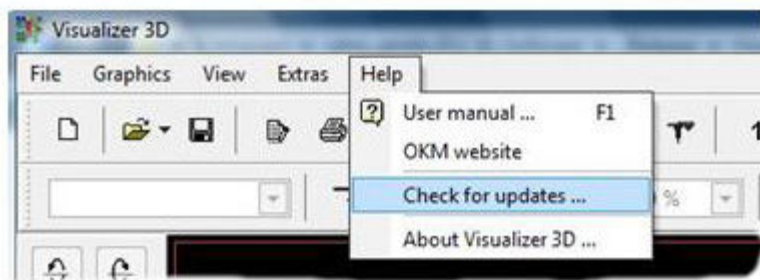 Visualizer 3D
File Graphics View Extras Help
User manual ... F1
OKM website
Check for updates ...
%
About Visualizer 3D ...